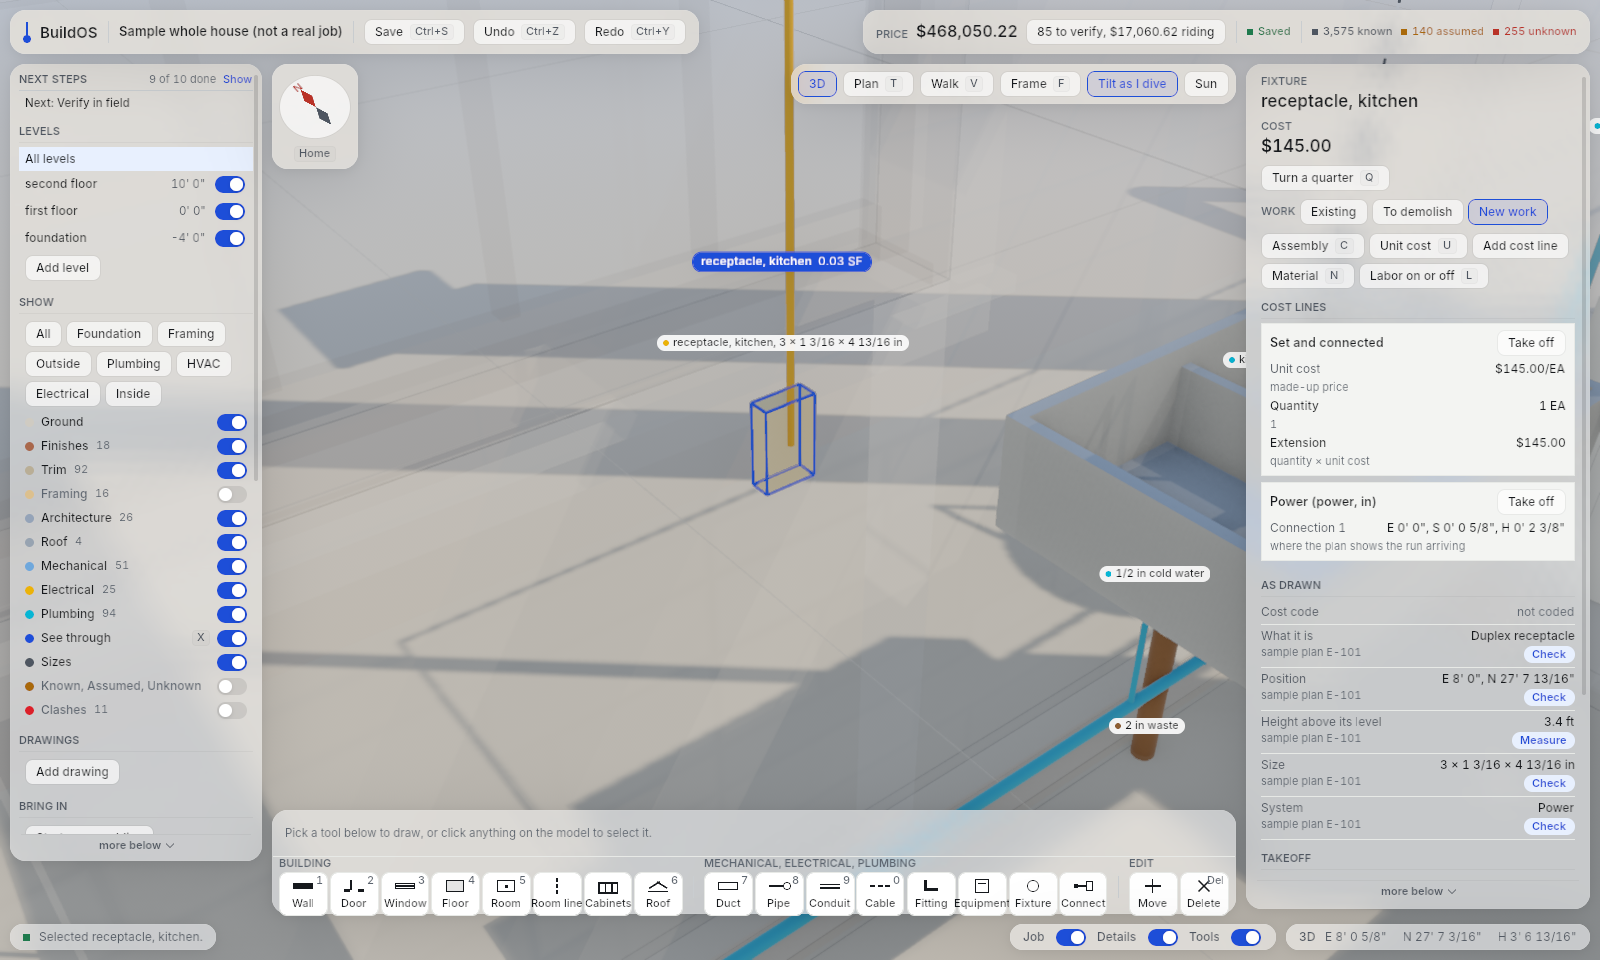 BuildOS
Sample whole house (not a real job)
Save Ctrl+S
Undo Ctrl+Z
Redo Ctrl+Y
PRICE $468,050.22
85 to verify, $17,060.62 riding
Saved
3,575 known
140 assumed
255 unknown
NEXT STEPS 9 of 10 done Show
Next: Verify in field
LEVELS
All levels
second floor 10' 0"
first floor 0' 0"
foundation -4' 0"
Add level
SHOW
All Foundation Framing
Outside Plumbing HVAC
Electrical Inside
Ground
Finishes 18
Trim 92
Framing 16
Architecture 26
Roof 4
Mechanical 51
Electrical 25
Plumbing 94
See through X
Sizes
Known, Assumed, Unknown
Clashes 11
DRAWINGS
Add drawing
BRING IN
more below
N
Home
3D
Plan T
Walk V
Frame F
Tilt as I dive
Sun
receptacle, kitchen 0.03 SF
receptacle, kitchen, 3 × 1 3/16 × 4 13/16 in
k
1/2 in cold water
2 in waste
FIXTURE
receptacle, kitchen
COST
$145.00
Turn a quarter Q
WORK Existing To demolish New work
Assembly C Unit cost U Add cost line
Material N Labor on or off L
COST LINES
Set and connected Take off
Unit cost $145.00/EA
made-up price
Quantity 1 EA
1
Extension $145.00
quantity × unit cost
Power (power, in) Take off
Connection 1 E 0' 0", S 0' 0 5/8", H 0' 2 3/8"
where the plan shows the run arriving
AS DRAWN
Cost code not coded
What it is Duplex receptacle
sample plan E-101 Check
Position E 8' 0", N 27' 7 13/16"
sample plan E-101 Check
Height above its level 3.4 ft
sample plan E-101 Measure
Size 3 × 1 3/16 × 4 13/16 in
sample plan E-101 Check
System Power
sample plan E-101 Check
TAKEOFF
more below
Pick a tool below to draw, or click anything on the model to select it.
BUILDING
1 Wall
2 Door
3 Window
4 Floor
5 Room
Room line
Cabinets
6 Roof
MECHANICAL, ELECTRICAL, PLUMBING
7 Duct
8 Pipe
9 Conduit
0 Cable
Fitting
Equipment
Fixture
Connect
EDIT
Move
Del Delete
Selected receptacle, kitchen.
Job Details Tools
3D E 8' 0 5/8" N 27' 7 3/16" H 3' 6 13/16"